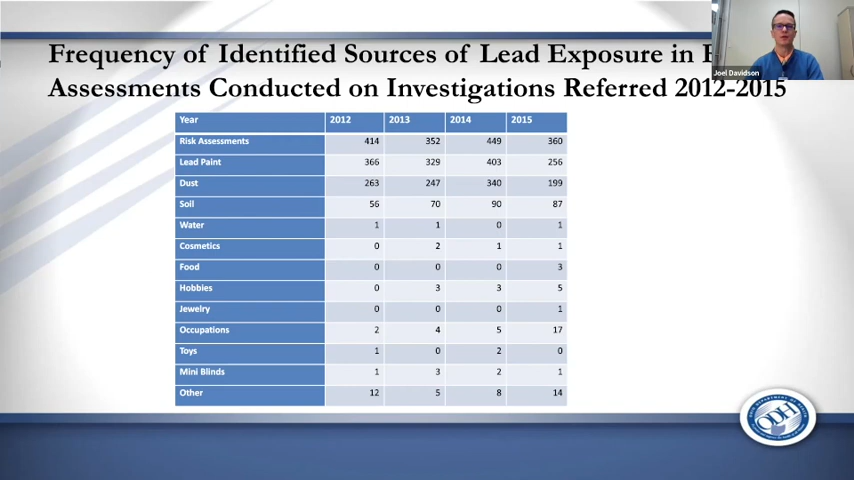 Frequency of Identified Sources of Lead Exposure in
Assessments Conducted on Investigations Referred 2012-2015
Joel Davidson
Year 2012 2013 2014 2015
Risk Assessments 414 352 449 360
Lead Paint 366 329 403 256
Dust 263 247 340 199
Soil 56 70 90 87
Water 1 1 0 1
Cosmetics 0 2 1 1
Food 0 0 0 3
Hobbies 0 3 3 5
Jewelry 0 0 0 1
Occupations 2 4 5 17
Toys 1 0 2 0
Mini Blinds 1 3 2 1
Other 12 5 8 14
ODH